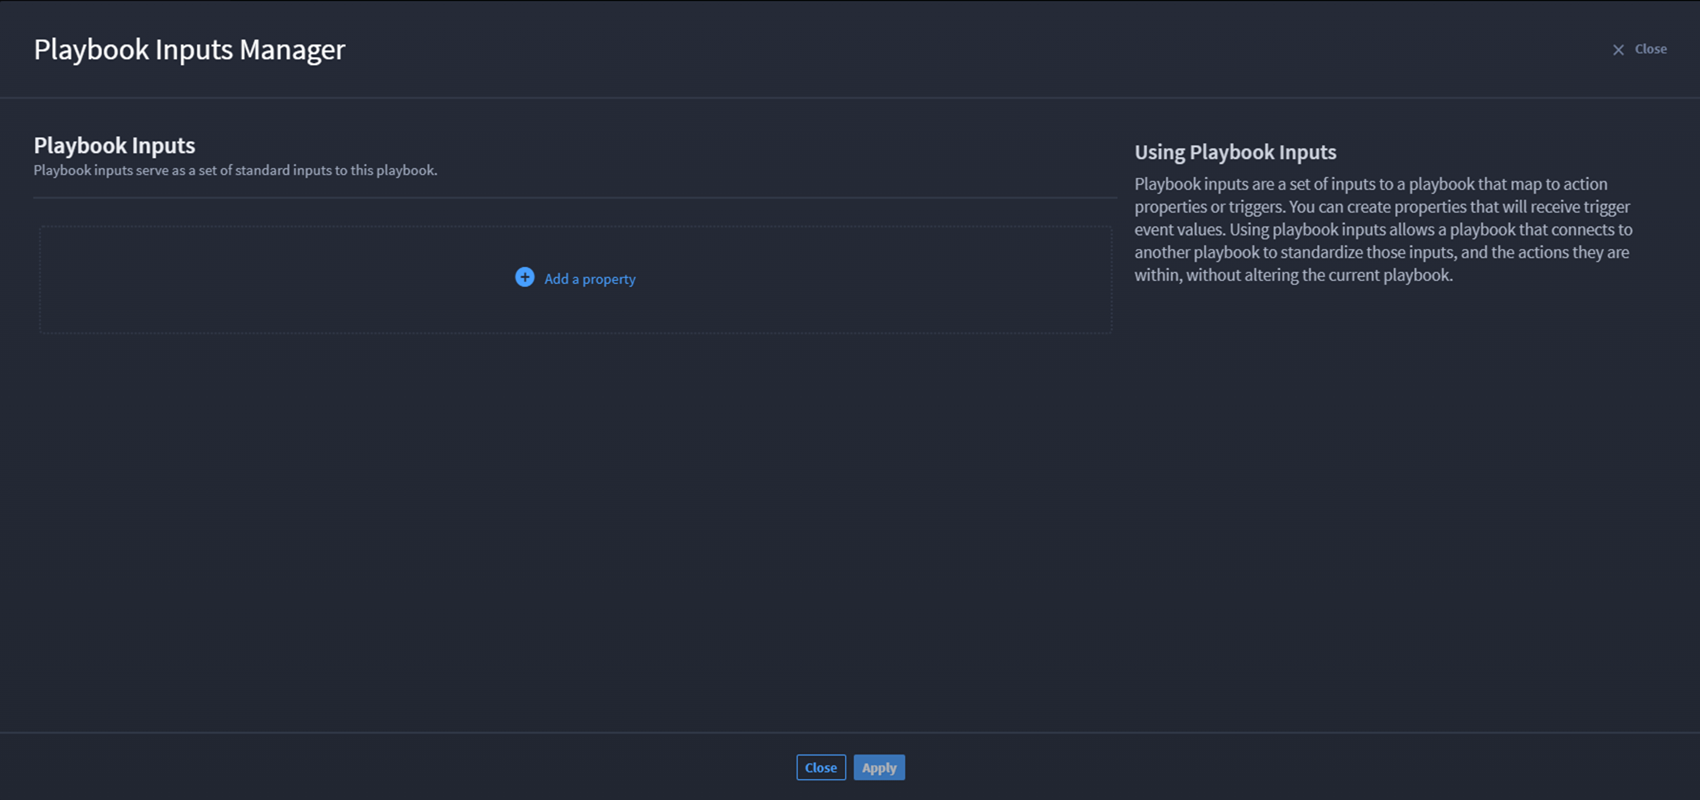 Playbook Inputs Manager
Close
Playbook Inputs
Playbook inputs serve as a set of standard inputs to this playbook.
Add a property
Using Playbook Inputs
Playbook inputs are a set of inputs to a playbook that map to action
properties or triggers. You can create properties that will receive trigger
event values. Using playbook inputs allows a playbook that connects to
another playbook to standardize those inputs, and the actions they are
within, without altering the current playbook.
Close
Apply